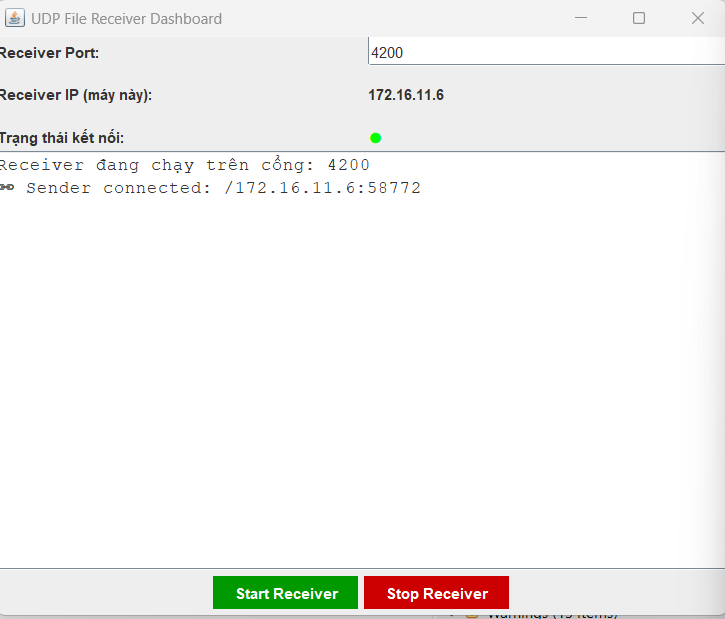 UDP File Receiver Dashboard
Receiver Port: 4200
Receiver IP (máy này): 172.16.11.6
Trạng thái kết nối:
Receiver đang chạy trên cổng: 4200
Sender connected: /172.16.11.6:58772
Start Receiver Stop Receiver